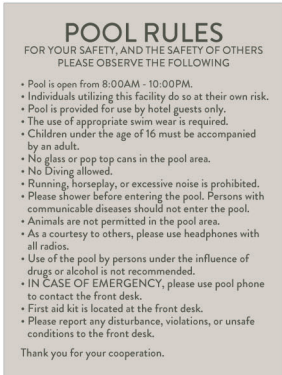 POOL RULES
FOR YOUR SAFETY, AND THE SAFETY OF OTHERS
PLEASE OBSERVE THE FOLLOWING
• Pool is open from 8:00AM - 10:00PM.
• Individuals utilizing this facility do so at their own risk.
• Pool is provided for use by hotel guests only.
• The use of appropriate swim wear is required.
• Children under the age of 16 must be accompanied
by an adult.
• No glass or pop top cans in the pool area.
• No Diving allowed.
• Running, horseplay, or excessive noise is prohibited.
• Please shower before entering the pool. Persons with
communicable diseases should not enter the pool.
• Animals are not permitted in the pool area.
• As a courtesy to others, please use headphones with
all radios.
• Use of the pool by persons under the influence of
drugs or alcohol is not recommended.
• IN CASE OF EMERGENCY, please use pool phone
to contact the front desk.
• First aid kit is located at the front desk.
• Please report any disturbance, violations, or unsafe
conditions to the front desk.
Thank you for your cooperation.